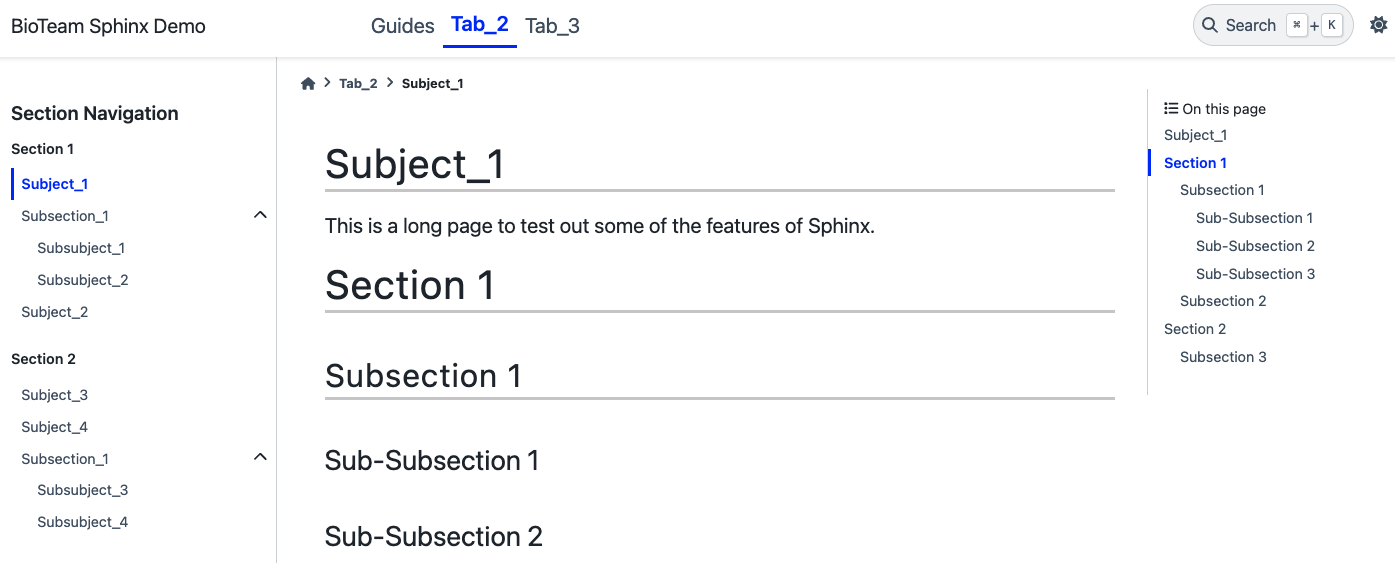 BioTeam Sphinx Demo
Guides Tab_2 Tab_3
Search ⌘ + K
Section Navigation
Section 1
Subject_1
Subsection_1
Subsubject_1
Subsubject_2
Subject_2
Section 2
Subject_3
Subject_4
Subsection_1
Subsubject_3
Subsubject_4
Tab_2 > Subject_1
Subject_1
This is a long page to test out some of the features of Sphinx.
Section 1
Subsection 1
Sub-Subsection 1
Sub-Subsection 2
On this page
Subject_1
Section 1
Subsection 1
Sub-Subsection 1
Sub-Subsection 2
Sub-Subsection 3
Subsection 2
Section 2
Subsection 3